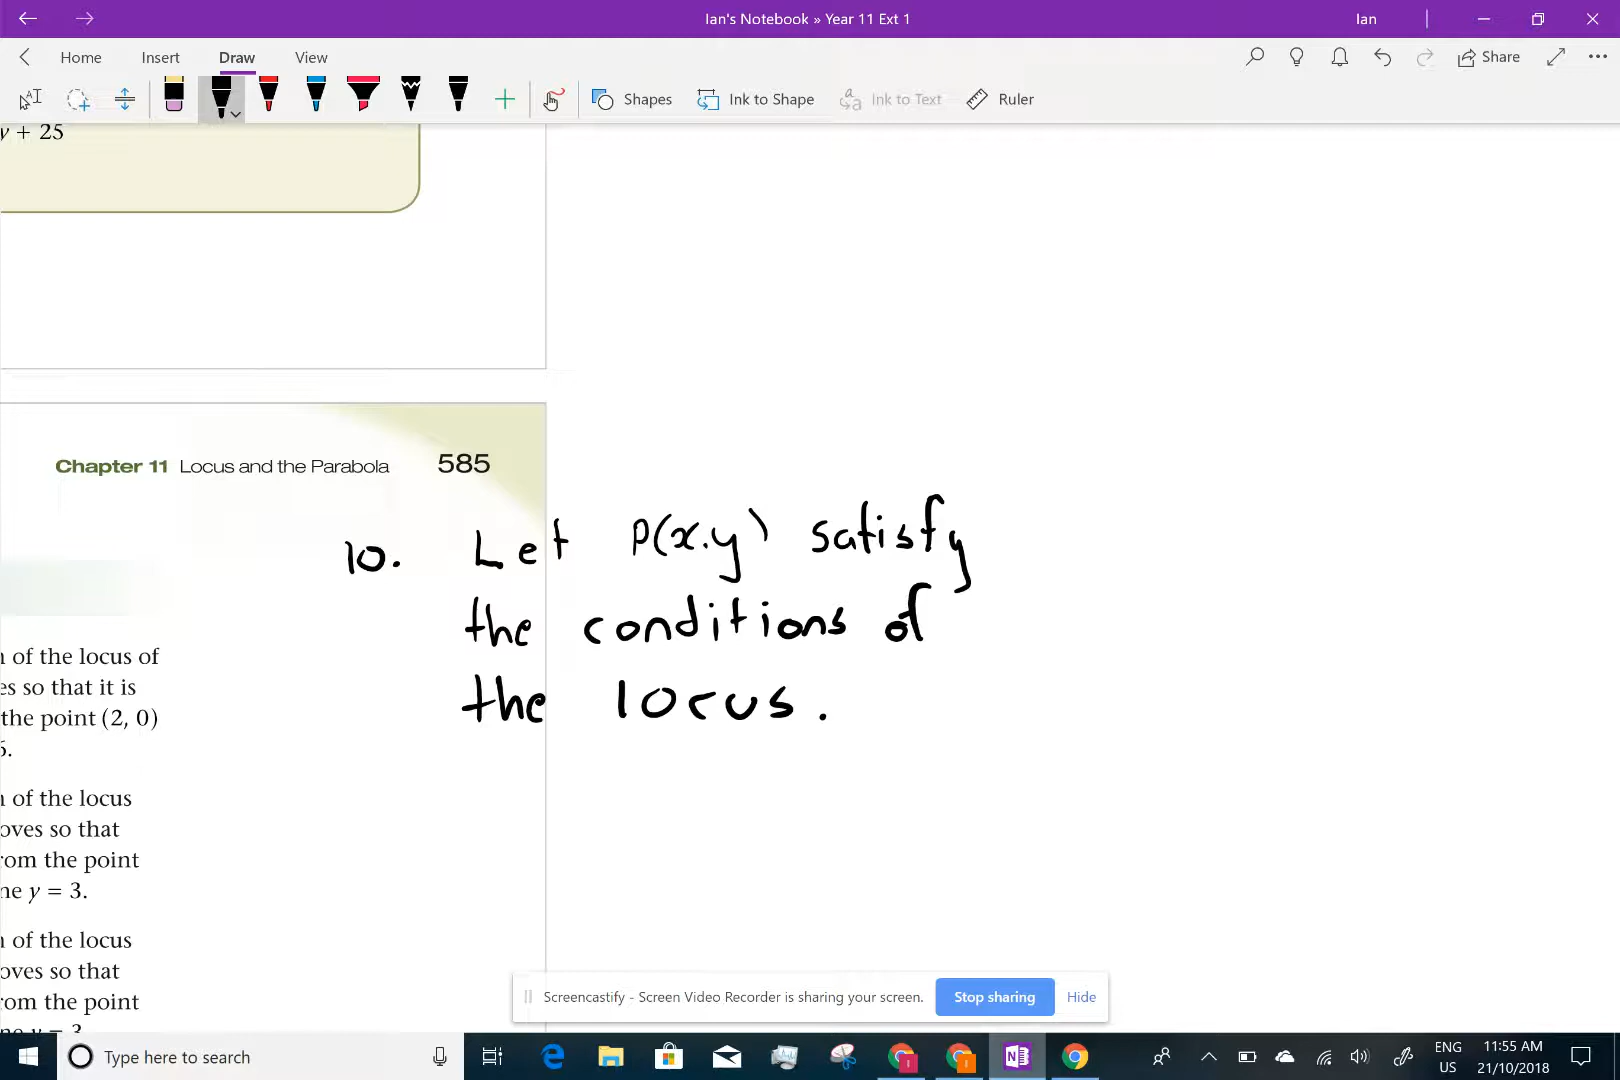 Ian's Notebook » Year 11 Ext 1
Ian
Home Insert Draw View
Share
Shapes Ink to Shape Ink to Text Ruler
y + 25
Chapter 11 Locus and the Parabola 585
10. Let P(x.y) satisfy
the conditions of
the locus.
of the locus of
es so that it is
the point (2, 0)
of the locus
oves so that
rom the point
ne y = 3.
of the locus
oves so that
rom the point
Screencastify - Screen Video Recorder is sharing your screen. Stop sharing Hide
Type here to search
ENG 11:55 AM
US 21/10/2018